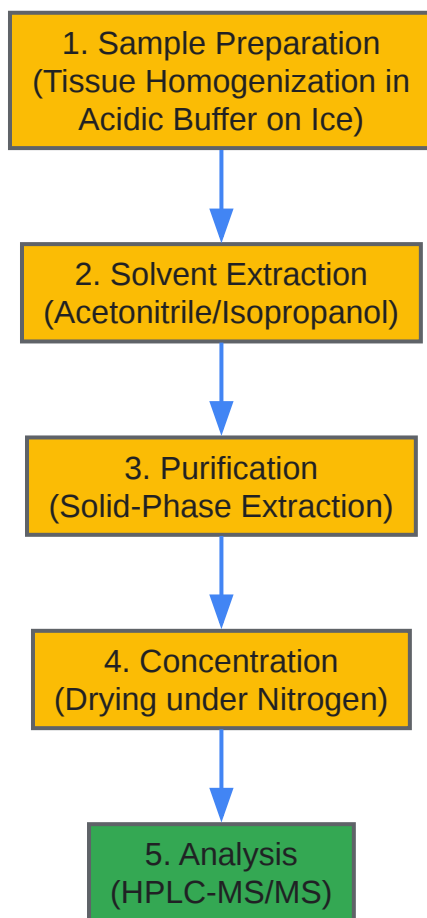 1. Sample Preparation
(Tissue Homogenization in
Acidic Buffer on Ice)
2. Solvent Extraction
(Acetonitrile/Isopropanol)
3. Purification
(Solid-Phase Extraction)
4. Concentration
(Drying under Nitrogen)
5. Analysis
(HPLC-MS/MS)